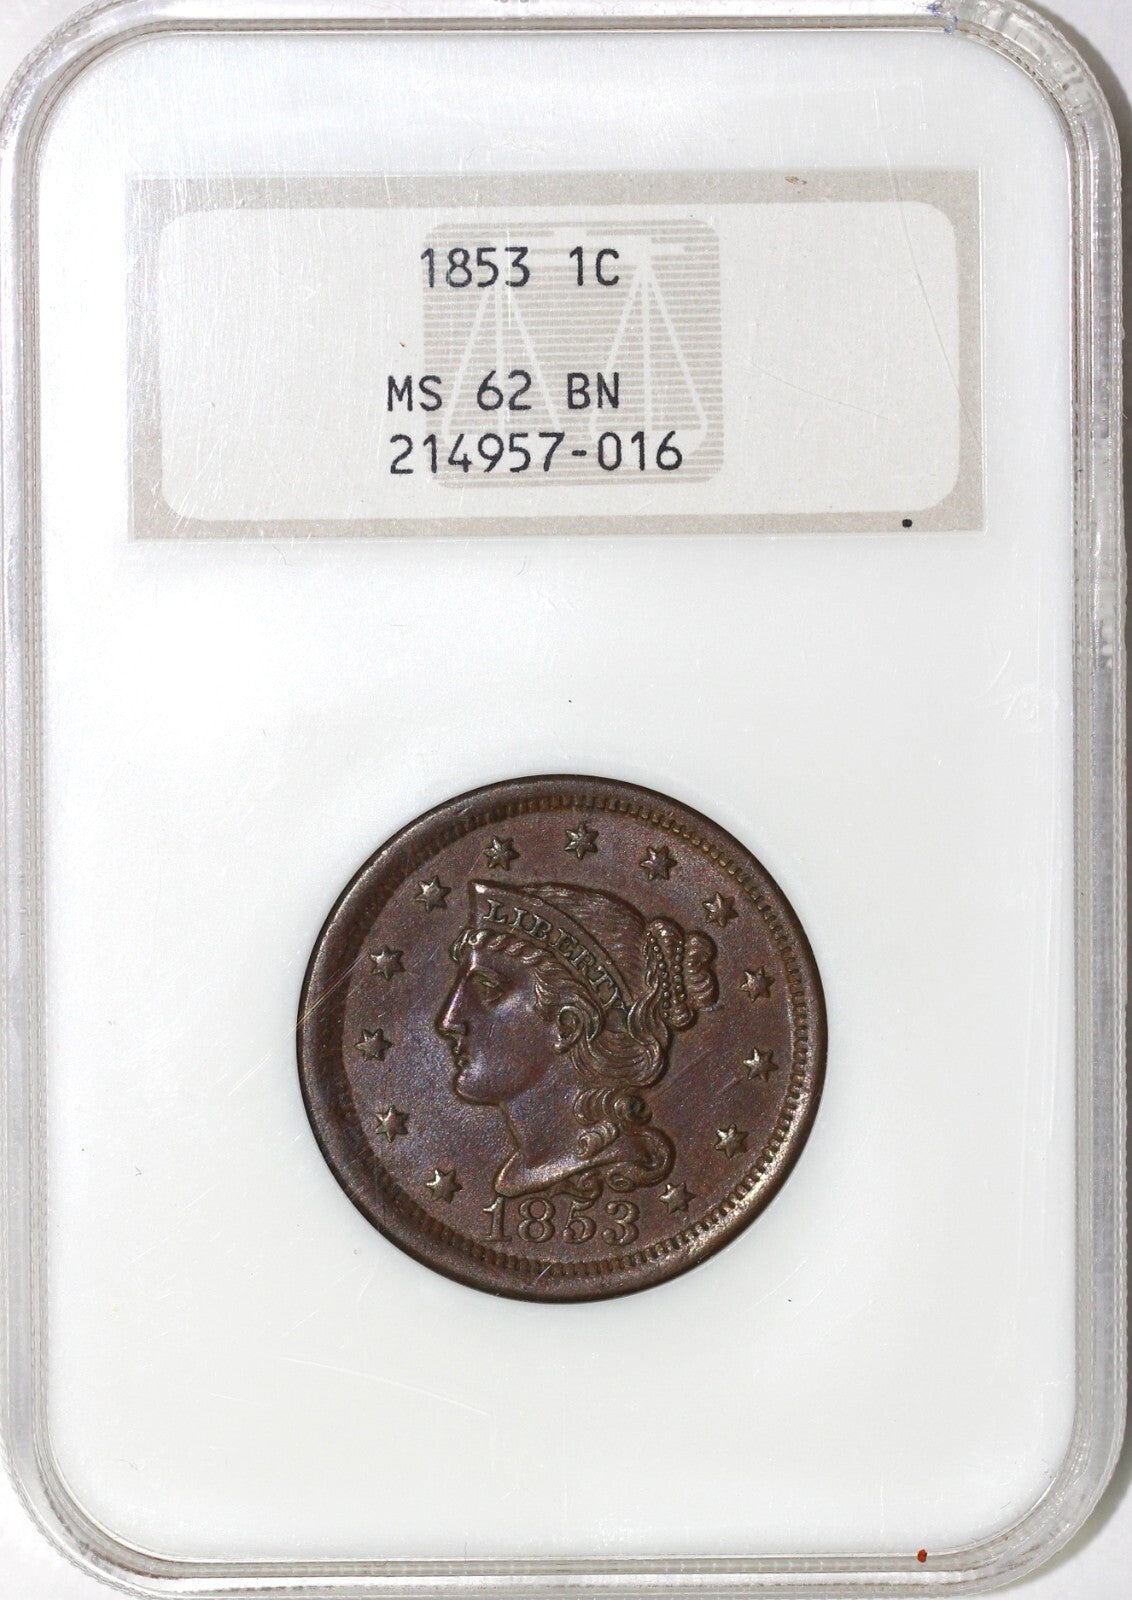 1853 1C
MS 62 BN
214957-016
LIBERTY
1853